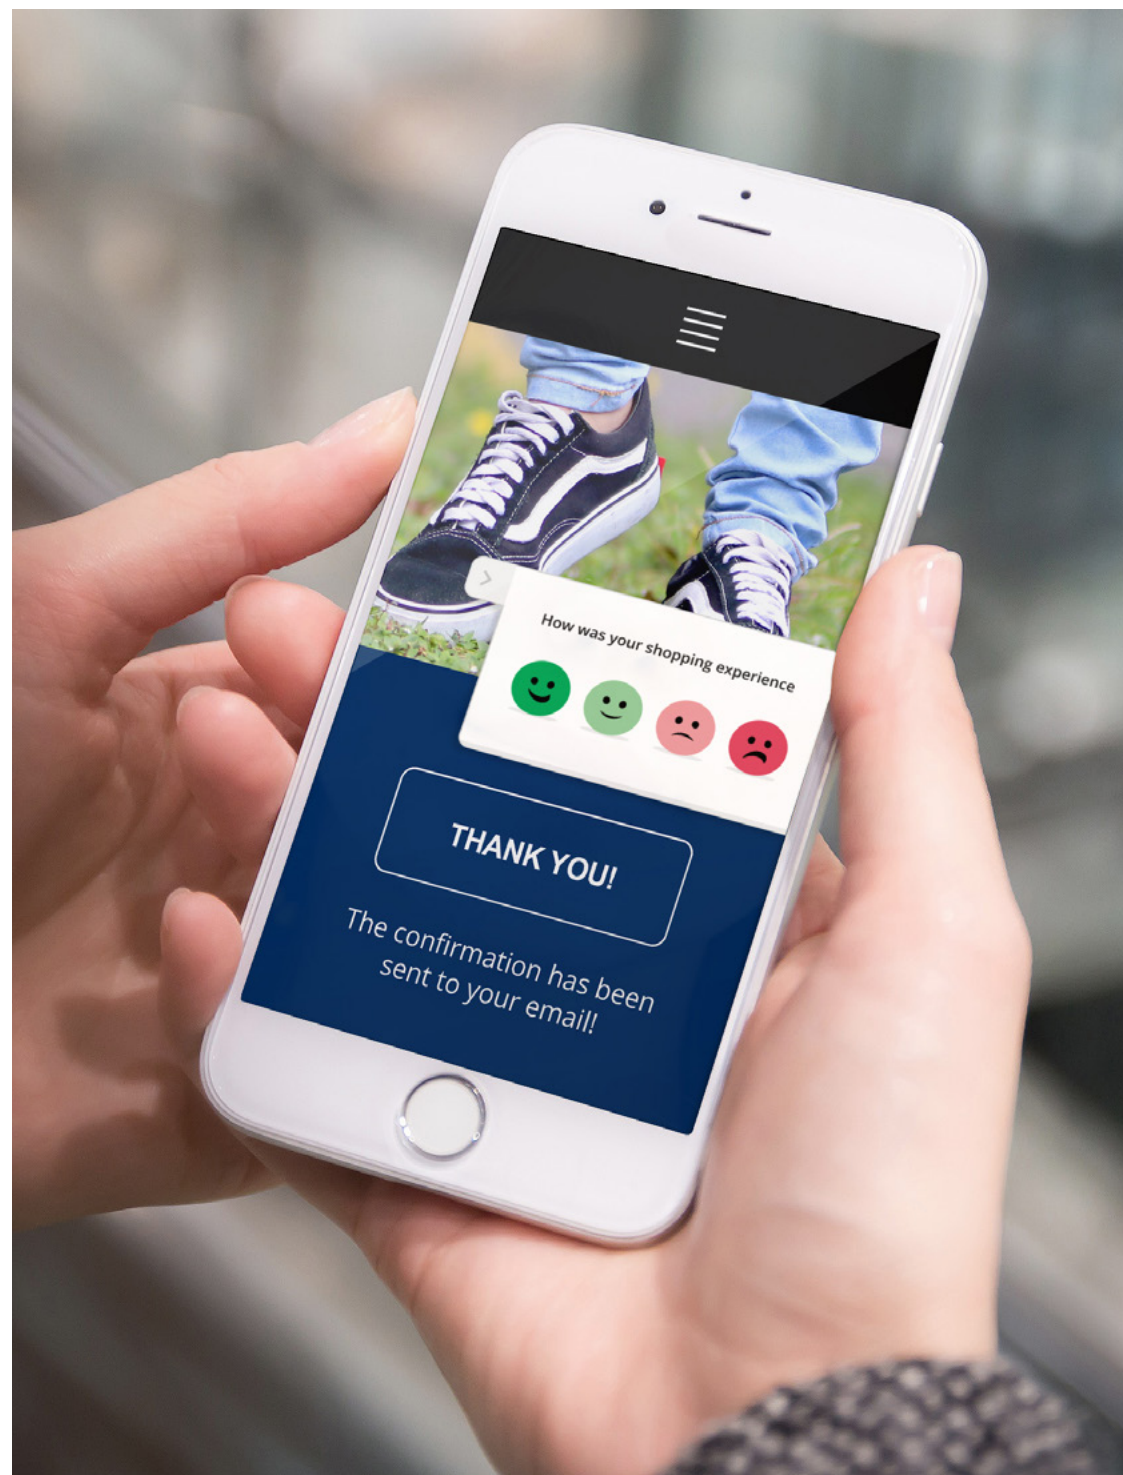 How was your shopping experience
THANK YOU!
The confirmation has been
sent to your email!